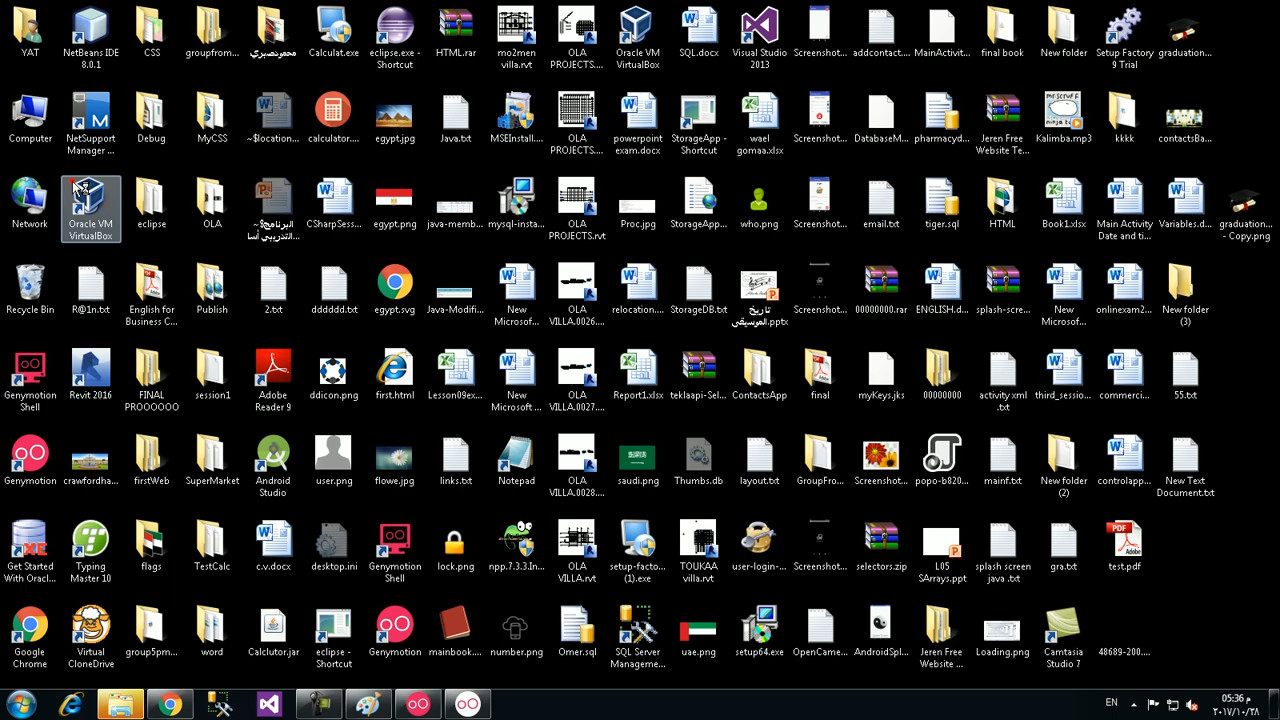 YAT
NetBeans IDE
8.0.1
CSS
groupfrom...
محمرصبري
Calculat.exe
eclipse.exe -
Shortcut
HTML.rar
mo2men
villa.rvt
OLA
PROJECTS....
Oracle VM
VirtualBox
SQL.docx
Visual Studio
2013
Screenshot...
addcontact....
MainActivit...
final book
New folder
Setup Factory
9 Trial
graduation...
Computer
NetSupport
Manager ...
Debug
MyCSS
~$location...
calculator...
egypt.jpg
Java.txt
MSEInstall...
OLA
PROJECTS....
powerpoint
exam.docx
StorageApp -
Shortcut
wael
gomaa.xlsx
Screenshot...
DatabaseM...
pharmacyd...
Jeren Free
Website Te...
Kalimba.mp3
kkkk
contactsBa...
Network
Oracle VM
VirtualBox
eclipse
OLA
~$البرنامج
التدريبي أسا...
CSharpSess...
egypt.png
java-memb...
mysql-insta...
OLA
PROJECTS.rvt
Proc.jpg
StorageApp...
who.png
Screenshot...
email.txt
tiger.sql
HTML
Book1.xlsx
Main Activity
Date and ti...
Variables.d...
graduation...
- Copy.png
Recycle Bin
R@1n.txt
English for
Business C...
Publish
2.txt
dddddd.txt
egypt.svg
Java-Modifi...
New
Microsof...
OLA
VILLA.0026....
relocation....
StorageDB.txt
تاريخ
الموسيقى.pptx
Screenshot...
00000000.rar
ENGLISH.d...
splash-scre...
New
Microsof...
onlinexam2...
New folder
(3)
Genymotion
Shell
Revit 2016
FINAL
PROOOOOO
session1
Adobe
Reader 9
ddicon.png
first.html
Lesson09ex...
New
Microsoft ...
OLA
VILLA.0027....
Report1.xlsx
teklaapi-Sel...
ContactsApp
final
myKeys.jks
00000000
activity xml
.txt
third_sessio...
commerci...
55.txt
Genymotion
crawfordha...
firstWeb
SuperMarket
Android
Studio
user.png
flowe.jpg
links.txt
Notepad
OLA
VILLA.0028....
saudi.png
Thumbs.db
layout.txt
GroupFro...
Screenshot...
popo-b820...
mainf.txt
New folder
(2)
controlapp...
New Text
Document.txt
Get Started
With Oracl...
Typing
Master 10
flags
TestCalc
c.v.docx
desktop.ini
Genymotion
Shell
lock.png
npp.7.3.3.In...
OLA
VILLA.rvt
setup-facto...
(1).exe
TOUKAA
villa.rvt
user-login-...
Screenshot...
selectors.zip
L05
SArrays.ppt
splash screen
java .txt
gra.txt
test.pdf
Google
Chrome
Virtual
CloneDrive
group5pm...
word
Calclutor.jar
eclipse -
Shortcut
Genymotion
mainbook....
number.png
Omer.sql
SQL Server
Manageme...
uae.png
setup64.exe
OpenCame...
AndroidSpl...
Jeren Free
Website ...
Loading.png
Camtasia
Studio 7
48689-200....
EN
05:36 م
٢٠١٧/١٠/٢٨